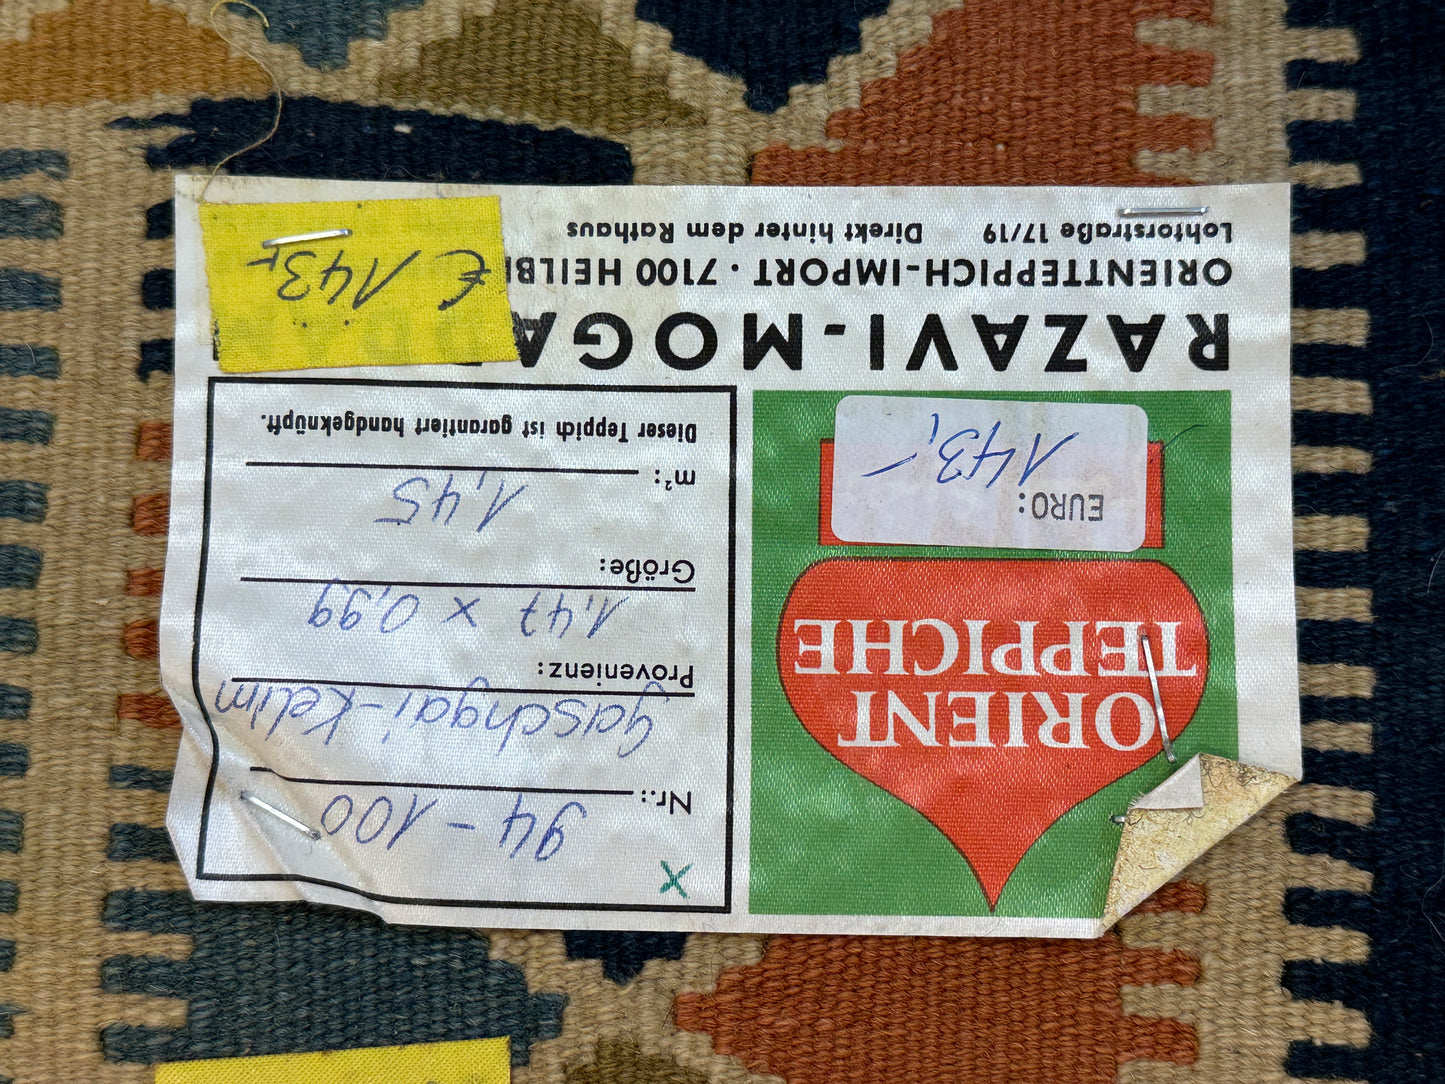 ORIENT
TEPPICHE
EURO:
143,-
X
Nr.: 94-100
Provenienz: Gaschgai-Kelim
Größe: 1,47 x 0,99
m²: 1,45
Dieser Teppich ist garantiert handgeknüpft.
RAZAVI-MOGA
ORIENTTEPPICH-IMPORT · 7100
Lohtorstraße 17/19 Direkt hinter dem Rathaus
€ 143,-